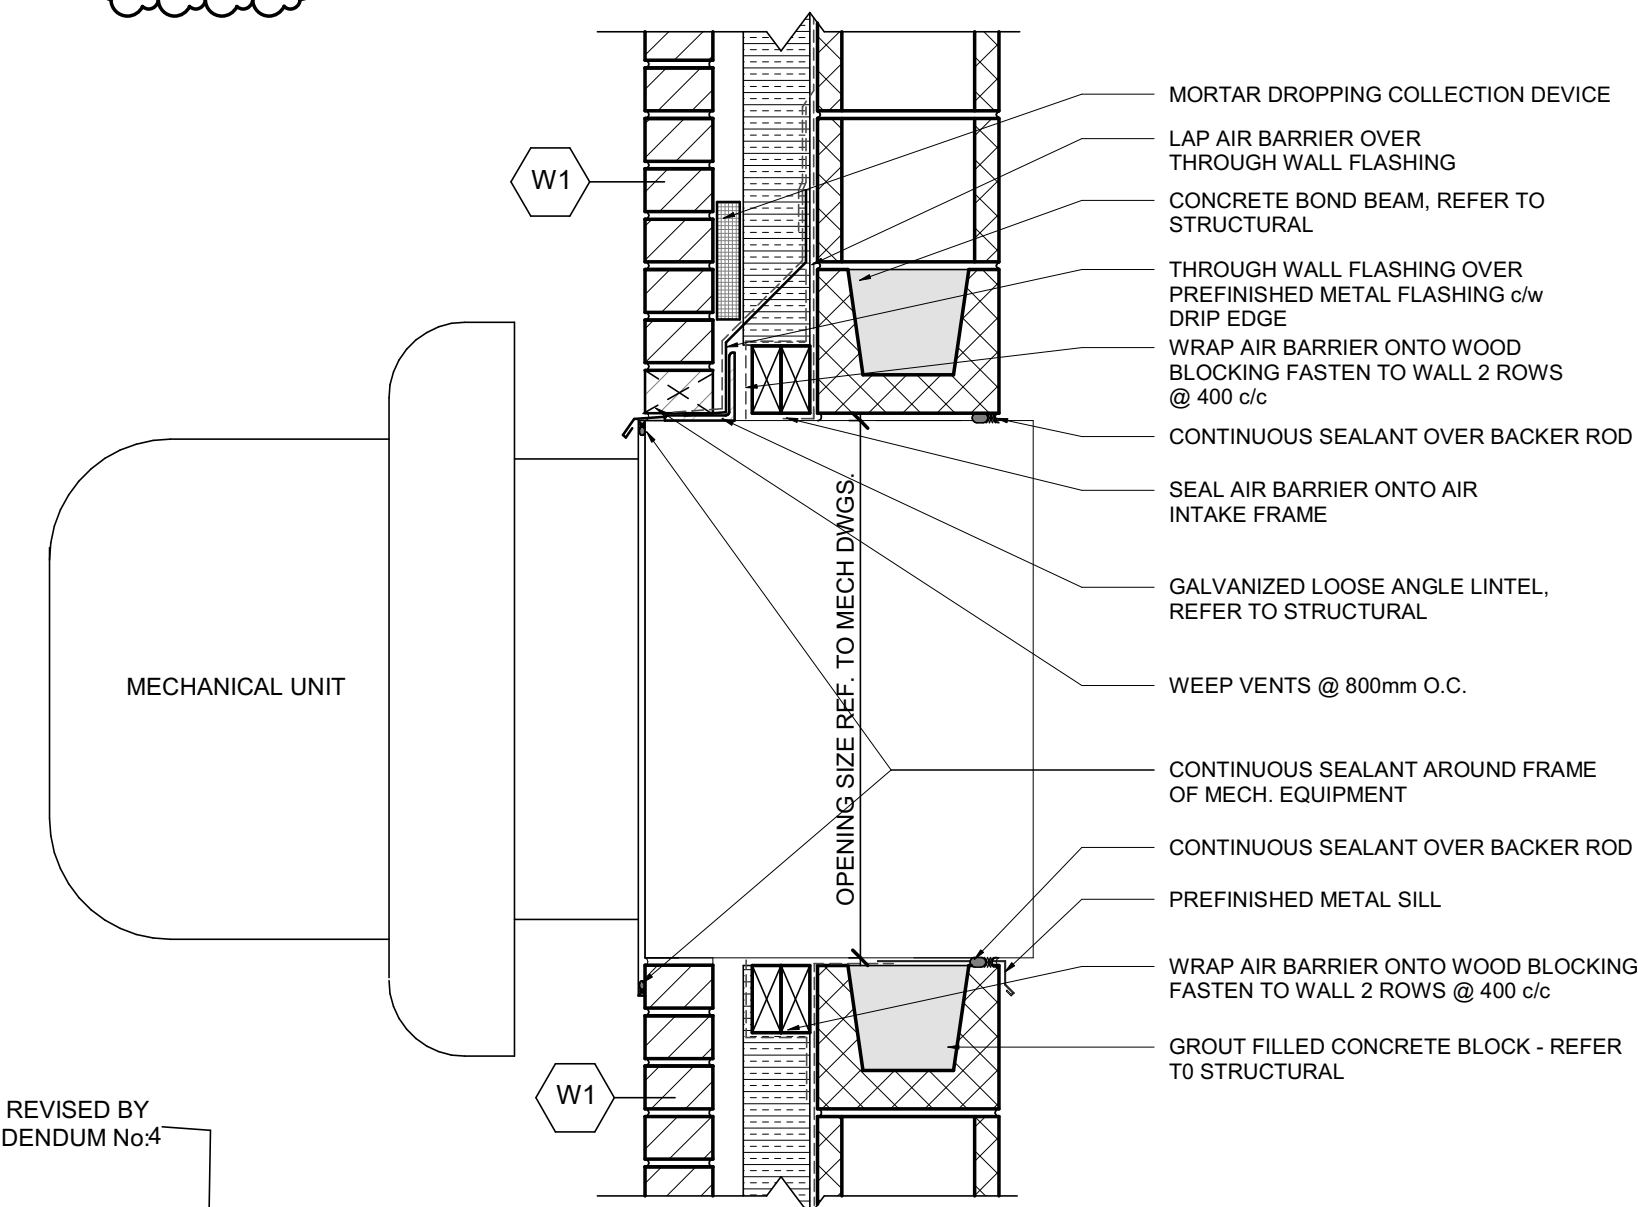 MORTAR DROPPING COLLECTION DEVICE
LAP AIR BARRIER OVER
THROUGH WALL FLASHING
W1
CONCRETE BOND BEAM, REFER TO
STRUCTURAL
THROUGH WALL FLASHING OVER
PREFINISHED METAL FLASHING c/w
DRIP EDGE
WRAP AIR BARRIER ONTO WOOD
BLOCKING FASTEN TO WALL 2 ROWS
@ 400 c/c
CONTINUOUS SEALANT OVER BACKER ROD
SEAL AIR BARRIER ONTO AIR
INTAKE FRAME
GALVANIZED LOOSE ANGLE LINTEL,
REFER TO STRUCTURAL
OPENING SIZE REF. TO MECH DWGS.
MECHANICAL UNIT
WEEP VENTS @ 800mm O.C.
CONTINUOUS SEALANT AROUND FRAME
OF MECH. EQUIPMENT
CONTINUOUS SEALANT OVER BACKER ROD
PREFINISHED METAL SILL
WRAP AIR BARRIER ONTO WOOD BLOCKING
FASTEN TO WALL 2 ROWS @ 400 c/c
GROUT FILLED CONCRETE BLOCK - REFER
T0 STRUCTURAL
W1
REVISED BY
DENDUM No:4